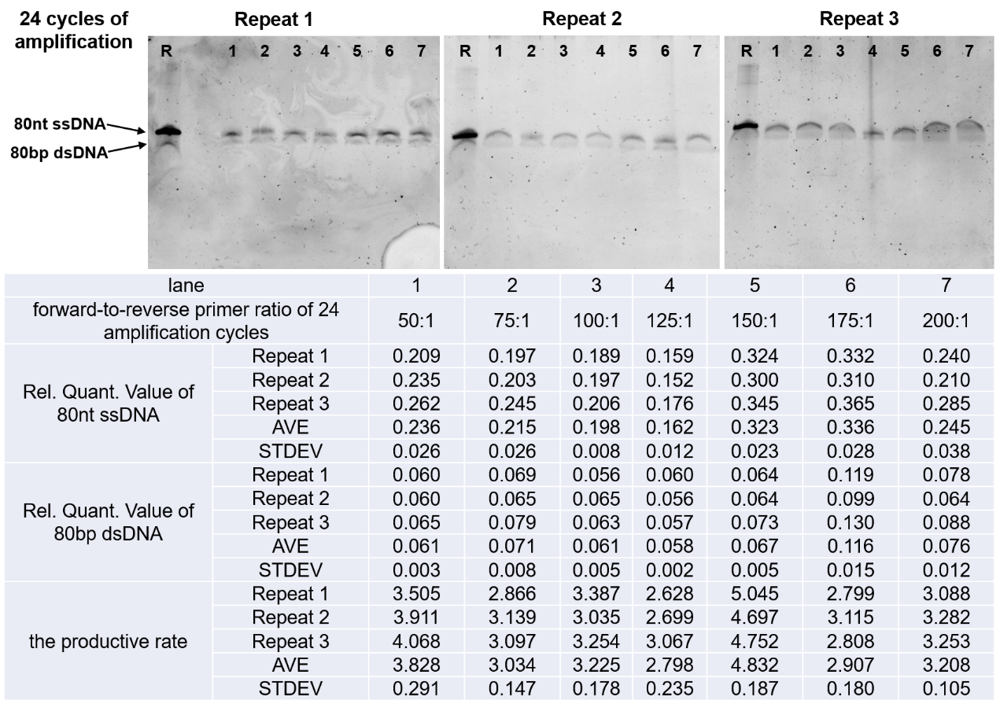 24 cycles of
amplification
Repeat 1
Repeat 2
Repeat 3
R 1 2 3 4 5 6 7
R 1 2 3 4 5 6 7
R 1 2 3 4 5 6 7
80nt ssDNA
80bp dsDNA
lane 1 2 3 4 5 6 7
forward-to-reverse primer ratio of 24
amplification cycles
50:1 75:1 100:1 125:1 150:1 175:1 200:1
Rel. Quant. Value of
80nt ssDNA
Repeat 1 0.209 0.197 0.189 0.159 0.324 0.332 0.240
Repeat 2 0.235 0.203 0.197 0.152 0.300 0.310 0.210
Repeat 3 0.262 0.245 0.206 0.176 0.345 0.365 0.285
AVE 0.236 0.215 0.198 0.162 0.323 0.336 0.245
STDEV 0.026 0.026 0.008 0.012 0.023 0.028 0.038
Rel. Quant. Value of
80bp dsDNA
Repeat 1 0.060 0.069 0.056 0.060 0.064 0.119 0.078
Repeat 2 0.060 0.065 0.065 0.056 0.064 0.099 0.064
Repeat 3 0.065 0.079 0.063 0.057 0.073 0.130 0.088
AVE 0.061 0.071 0.061 0.058 0.067 0.116 0.076
STDEV 0.003 0.008 0.005 0.002 0.005 0.015 0.012
the productive rate
Repeat 1 3.505 2.866 3.387 2.628 5.045 2.799 3.088
Repeat 2 3.911 3.139 3.035 2.699 4.697 3.115 3.282
Repeat 3 4.068 3.097 3.254 3.067 4.752 2.808 3.253
AVE 3.828 3.034 3.225 2.798 4.832 2.907 3.208
STDEV 0.291 0.147 0.178 0.235 0.187 0.180 0.105